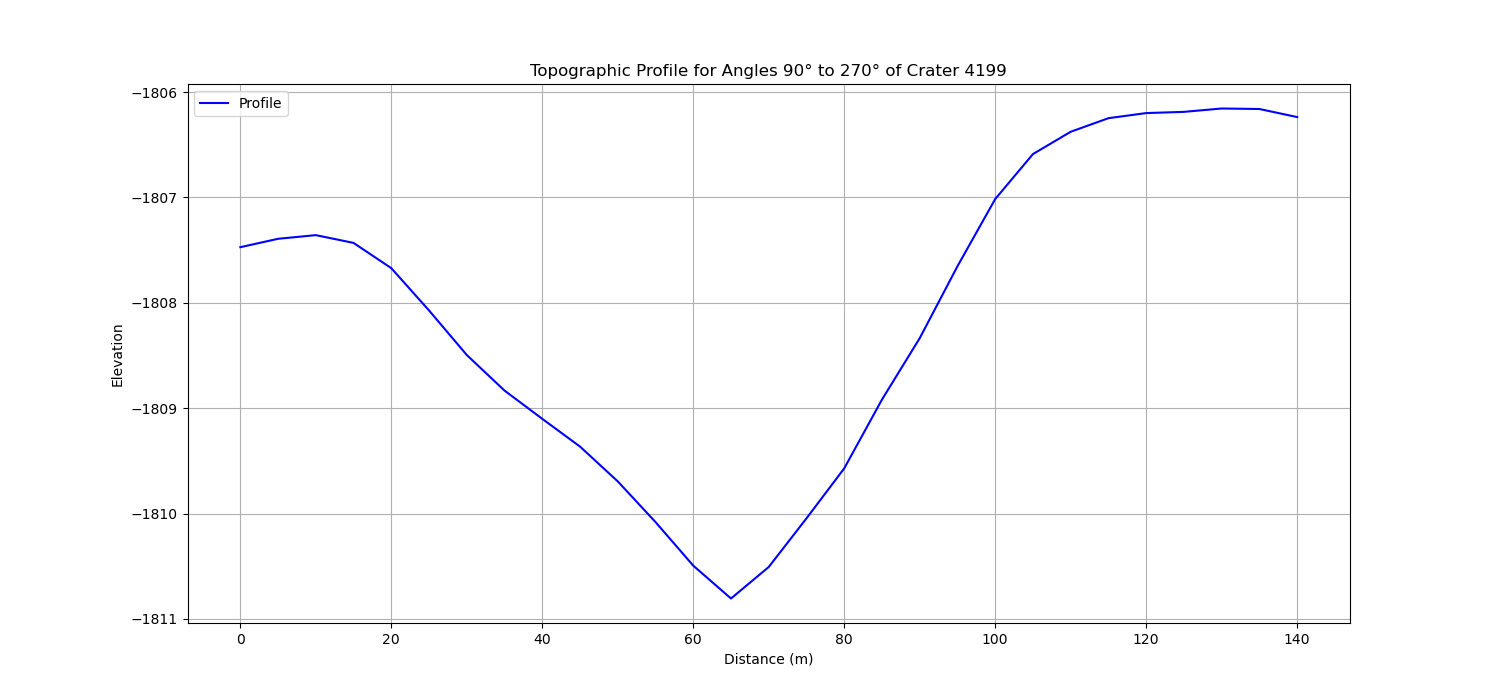 Topographic Profile for Angles 90° to 270° of Crater 4199
Profile
Elevation
−1806
−1807
−1808
−1809
−1810
−1811
0 20 40 60 80 100 120 140
Distance (m)